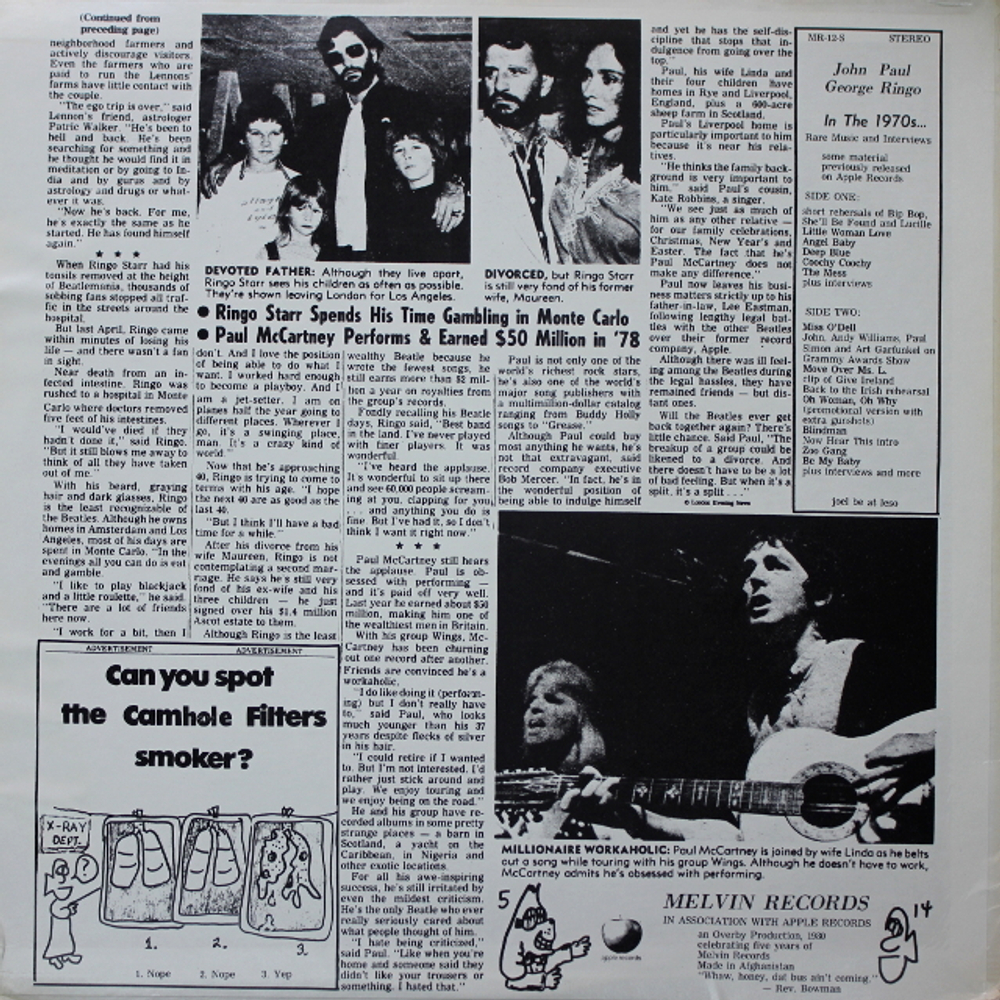 (Continued from
preceding page)
neighborhood farmers and
actively discourage visitors.
Even the farmers who are
paid to run the Lennons'
farms have little contact with
the couple.
"The ego trip is over," said
Lennon's friend, astrologer
Patric Walker. "He's been to
hell and back. He's been
searching for something and
he thought he would find it in
meditation or by going to In-
dia and by gurus and by
astrology and drugs or what-
ever it was.
"Now he's back. For me,
he's exactly the same as he
started. He has found himself
again."
★ ★ ★
When Ringo Starr had his
tonsils removed at the height
of Beatlemania, thousands of
sobbing fans stopped all traf-
fic in the streets around the
hospital.
But last April, Ringo came
within minutes of losing his
life — and there wasn't a fan
in sight.
Near death from an in-
fected intestine, Ringo was
rushed to a hospital in Monte
Carlo where doctors removed
five feet of his intestines.
"I would've died if they
hadn't done it," said Ringo.
"But it still blows me away to
think of all they have taken
out of me."
With his beard, graying
hair and dark glasses, Ringo
is the least recognizable of
the Beatles. Although he owns
homes in Amsterdam and Los
Angeles, most of his days are
spent in Monte Carlo. "In the
evenings all you can do is eat
and gamble.
"I like to play blackjack
and a little roulette," he said.
"There are a lot of friends
here now.
"I work for a bit, then I
DEVOTED FATHER: Although they live apart,
Ringo Starr sees his children as often as possible.
They're shown leaving London for Los Angeles.
DIVORCED, but Ringo Starr
is still very fond of his former
wife, Maureen.
● Ringo Starr Spends His Time Gambling in Monte Carlo
● Paul McCartney Performs & Earned $50 Million in '78
don't. And I love the position
of being able to do what I
want. I worked hard enough
to become a playboy. And I
am a jet-setter. I am on
planes half the year going to
different places. Wherever I
go, it's a swinging place,
man. It's a crazy kind of
world."
Now that he's approaching
40, Ringo is trying to come to
terms with his age. "I hope
the next 40 are as good as the
last 40.
"But I think I'll have a bad
time for a while."
After his divorce from his
wife Maureen, Ringo is not
contemplating a second mar-
riage. He says he's still very
fond of his ex-wife and his
three children — he just
signed over his $1.4 million
Ascot estate to them.
Although Ringo is the least
wealthy Beatle because he
wrote the fewest songs, he
still earns more than $2 mil-
lion a year on royalties from
the group's records.
Fondly recalling his Beatle
days, Ringo said, "Best band
in the land. I've never played
with finer players. It was
wonderful.
"I've heard the applause.
It's wonderful to sit up there
and see 60,000 people scream-
ing at you, clapping for you,
. . . and anything you do is
fine. But I've had it, so I don't
think I want it right now."
★ ★ ★
Paul McCartney still hears
the applause. Paul is ob-
sessed with performing —
and it's paid off very well.
Last year he earned about $50
million, making him one of
the wealthiest men in Britain.
With his group Wings, Mc-
Cartney has been churning
out one record after another.
Friends are convinced he's a
workaholic.
"I do like doing it (perform-
ing) but I don't really have
to," said Paul, who looks
much younger than his 37
years despite flecks of silver
in his hair.
"I could retire if I wanted
to. But I'm not interested. I'd
rather just stick around and
play. We enjoy touring and
we enjoy being on the road."
He and his group have re-
corded albums in some pretty
strange places — a barn in
Scotland, a yacht on the
Caribbean, in Nigeria and
other exotic locations.
For all his awe-inspiring
success, he's still irritated by
even the mildest criticism.
He's the only Beatle who ever
really seriously cared about
what people thought of him.
"I hate being criticized,"
said Paul. "Like when you're
home and someone said they
didn't like your trousers or
something. I hated that."
Paul is not only one of the
world's richest rock stars,
he's also one of the world's
major song publishers with
a multimillion-dollar catalog
ranging from Buddy Holly
songs to "Grease."
Although Paul could buy
most anything he wants, he's
not that extravagant, said
record company executive
Bob Mercer. "In fact, he's in
the wonderful position of
being able to indulge himself
and yet he has the self-dis-
cipline that stops that in-
dulgence from going over the
top."
Paul, his wife Linda and
their four children have
homes in Rye and Liverpool,
England, plus a 600-acre
sheep farm in Scotland.
Paul's Liverpool home is
particularly important to him
because it's near his rela-
tives.
"He thinks the family back-
ground is very important to
him," said Paul's cousin,
Kate Robbins, a singer.
"We see just as much of
him as any other relative —
for our family celebrations,
Christmas, New Year's and
Easter. The fact that he's
Paul McCartney does not
make any difference."
Paul now leaves his busi-
ness matters strictly up to his
father-in-law, Lee Eastman,
following lengthy legal bat-
tles with the other Beatles
over their former record
company, Apple.
Although there was ill feel-
ing among the Beatles during
the legal hassles, they have
remained friends — but dis-
tant ones.
Will the Beatles ever get
back together again? There's
little chance. Said Paul, "The
breakup of a group could be
likened to a divorce. And
there doesn't have to be a lot
of bad feeling. But when it's a
split, it's a split . . ."
© London Evening News
MR-12-S STEREO
John Paul
George Ringo
In The 1970s...
Rare Music and Interviews
some material
previously released
on Apple Records
SIDE ONE:
short rehersals of Bip Bop,
She'll Be Found and Lucille
Little Woman Love
Angel Baby
Deep Blue
Coochy Coochy
The Mess
plus interviews
SIDE TWO:
Miss O'Dell
John, Andy Williams, Paul
Simon and Art Garfunkel on
Grammy Awards Show
Move Over Ms. L.
clip of Give Ireland
Back to the Irish rehearsal
Oh Woman, Oh Why
(promotional version with
extra gunshots)
Blindman
Now Hear This intro
Zoo Gang
Be My Baby
plus interviews and more
joel be at leso
ADVERTISEMENT ADVERTISEMENT
Can you spot
the Camhole Filters
smoker?
X-RAY
DEPT.
?
1. 2. 3.
1. Nope 2. Nope 3. Yep
MILLIONAIRE WORKAHOLIC: Paul McCartney is joined by wife Linda as he belts
out a song while touring with his group Wings. Although he doesn't have to work,
McCartney admits he's obsessed with performing.
5
apple records
MELVIN RECORDS
IN ASSOCIATION WITH APPLE RECORDS
an Overby Production, 1980
celebrating five years of
Melvin Records
Made in Afghanistan
"Whaw, honey, dat bus ain't coming."
— Rev. Bowman
14